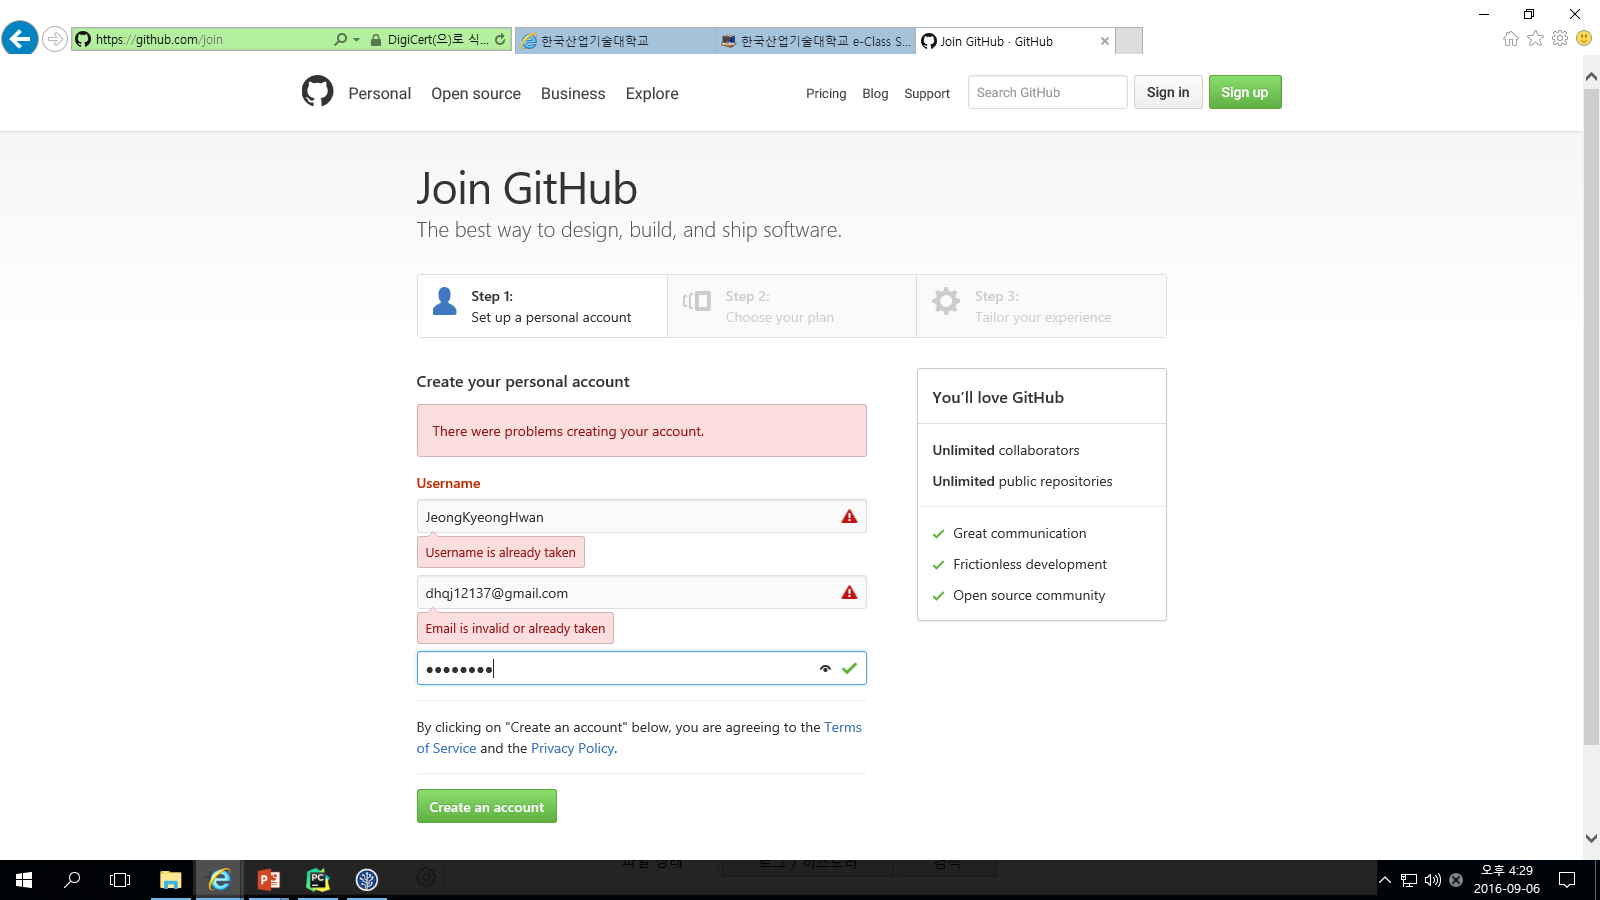 https://github.com/join
DigiCert(으)로 식...
한국산업기술대학교
한국산업기술대학교 e-Class S...
Join GitHub · GitHub
Personal
Open source
Business
Explore
Pricing
Blog
Support
Search GitHub
Sign in
Sign up
Join GitHub
The best way to design, build, and ship software.
Step 1:
Set up a personal account
Step 2:
Choose your plan
Step 3:
Tailor your experience
Create your personal account
There were problems creating your account.
Username
JeongKyeongHwan
Username is already taken
dhqj12137@gmail.com
Email is invalid or already taken
By clicking on "Create an account" below, you are agreeing to the Terms
of Service and the Privacy Policy.
Create an account
You'll love GitHub
Unlimited collaborators
Unlimited public repositories
Great communication
Frictionless development
Open source community
오후 4:29
2016-09-06